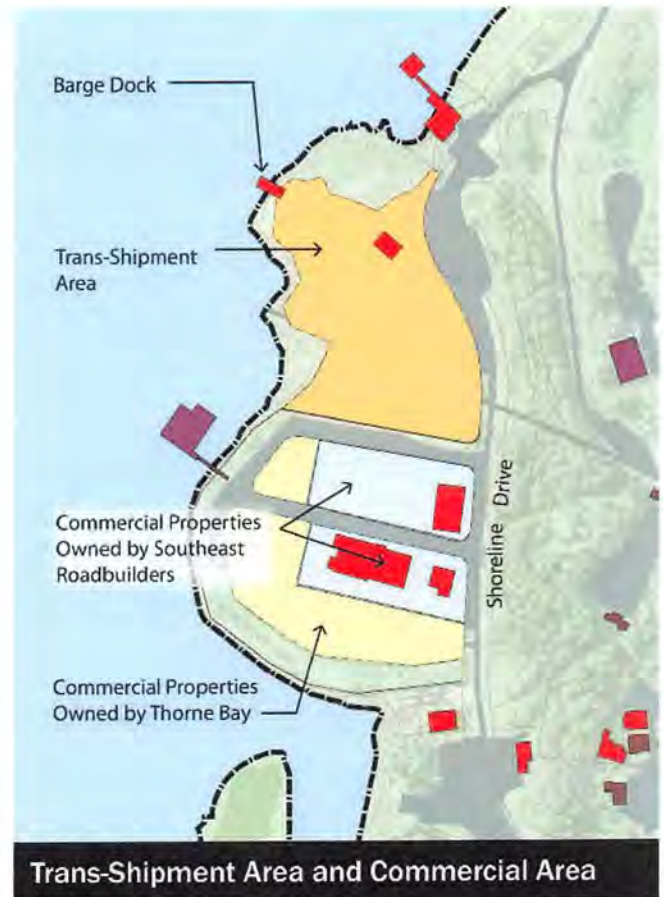 Barge Dock
Trans-Shipment
Area
Commercial Properties
Owned by Southeast
Roadbuilders
Shoreline Drive
Commercial Properties
Owned by Thorne Bay
Trans-Shipment Area and Commercial Area